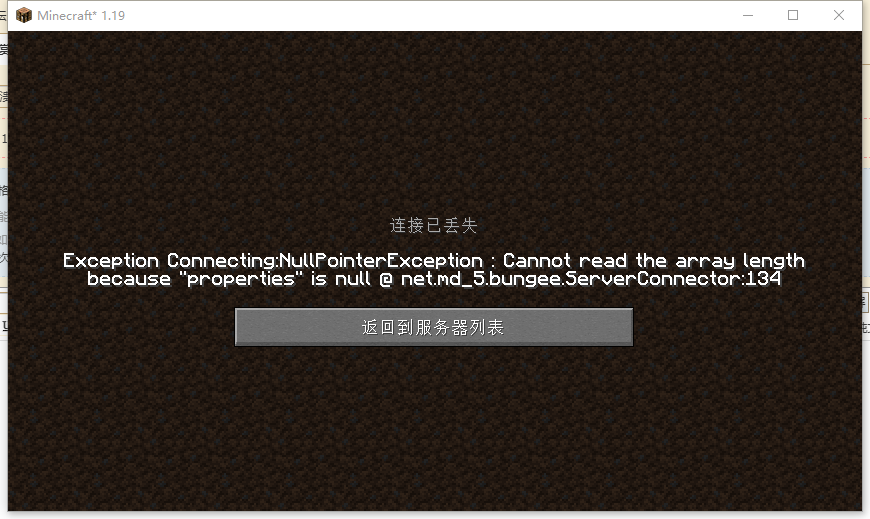 Minecraft* 1.19
连接已丢失
Exception Connecting:NullPointerException : Cannot read the array length
because "properties" is null @ net.md_5.bungee.ServerConnector:134
返回到服务器列表